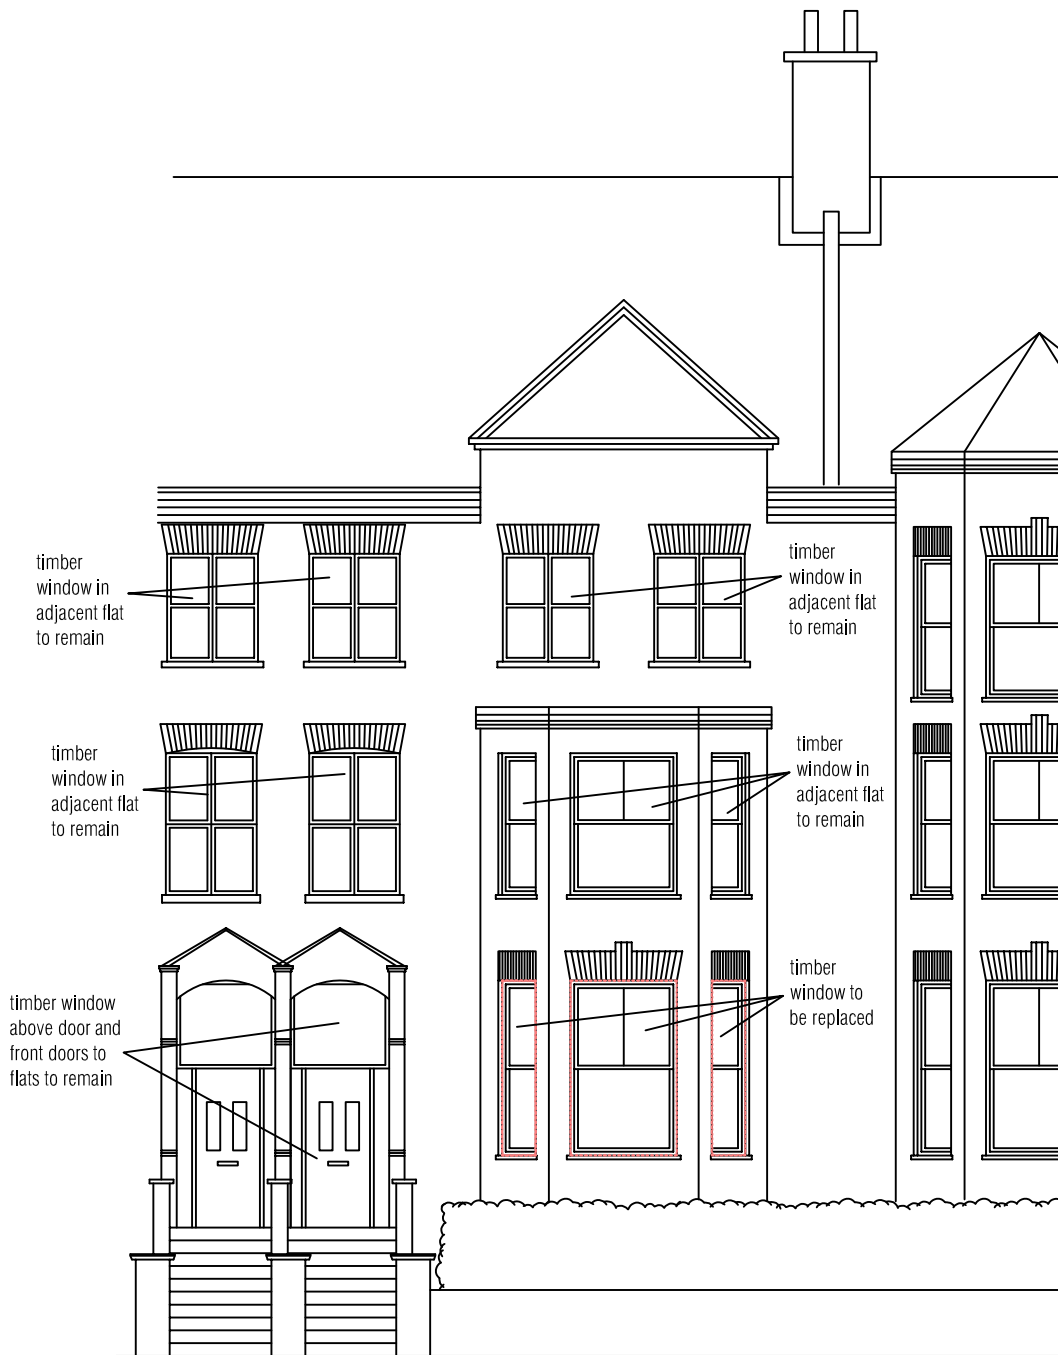 timber
window in
adjacent flat
to remain
timber
window in
adjacent flat
to remain
timber
window in
adjacent flat
to remain
timber
window in
adjacent flat
to remain
timber window
above door and
front doors to
flats to remain
timber
window to
be replaced